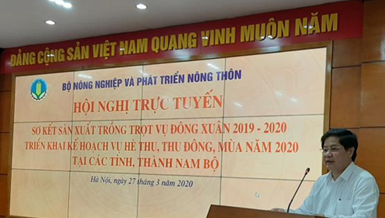 ĐẢNG CỘNG SẢN VIỆT NAM QUANG VINH MUÔN NĂM
BỘ NÔNG NGHIỆP VÀ PHÁT TRIỂN NÔNG THÔN
HỘI NGHỊ TRỰC TUYẾN
SƠ KẾT SẢN XUẤT TRỒNG TRỌT VỤ ĐÔNG XUÂN 2019 - 2020
TRIỂN KHAI KẾ HOẠCH VỤ HÈ THU, THU ĐÔNG, MÙA NĂM 2020
TẠI CÁC TỈNH, THÀNH NAM BỘ
Hà Nội, ngày 27 tháng 3 năm 2020